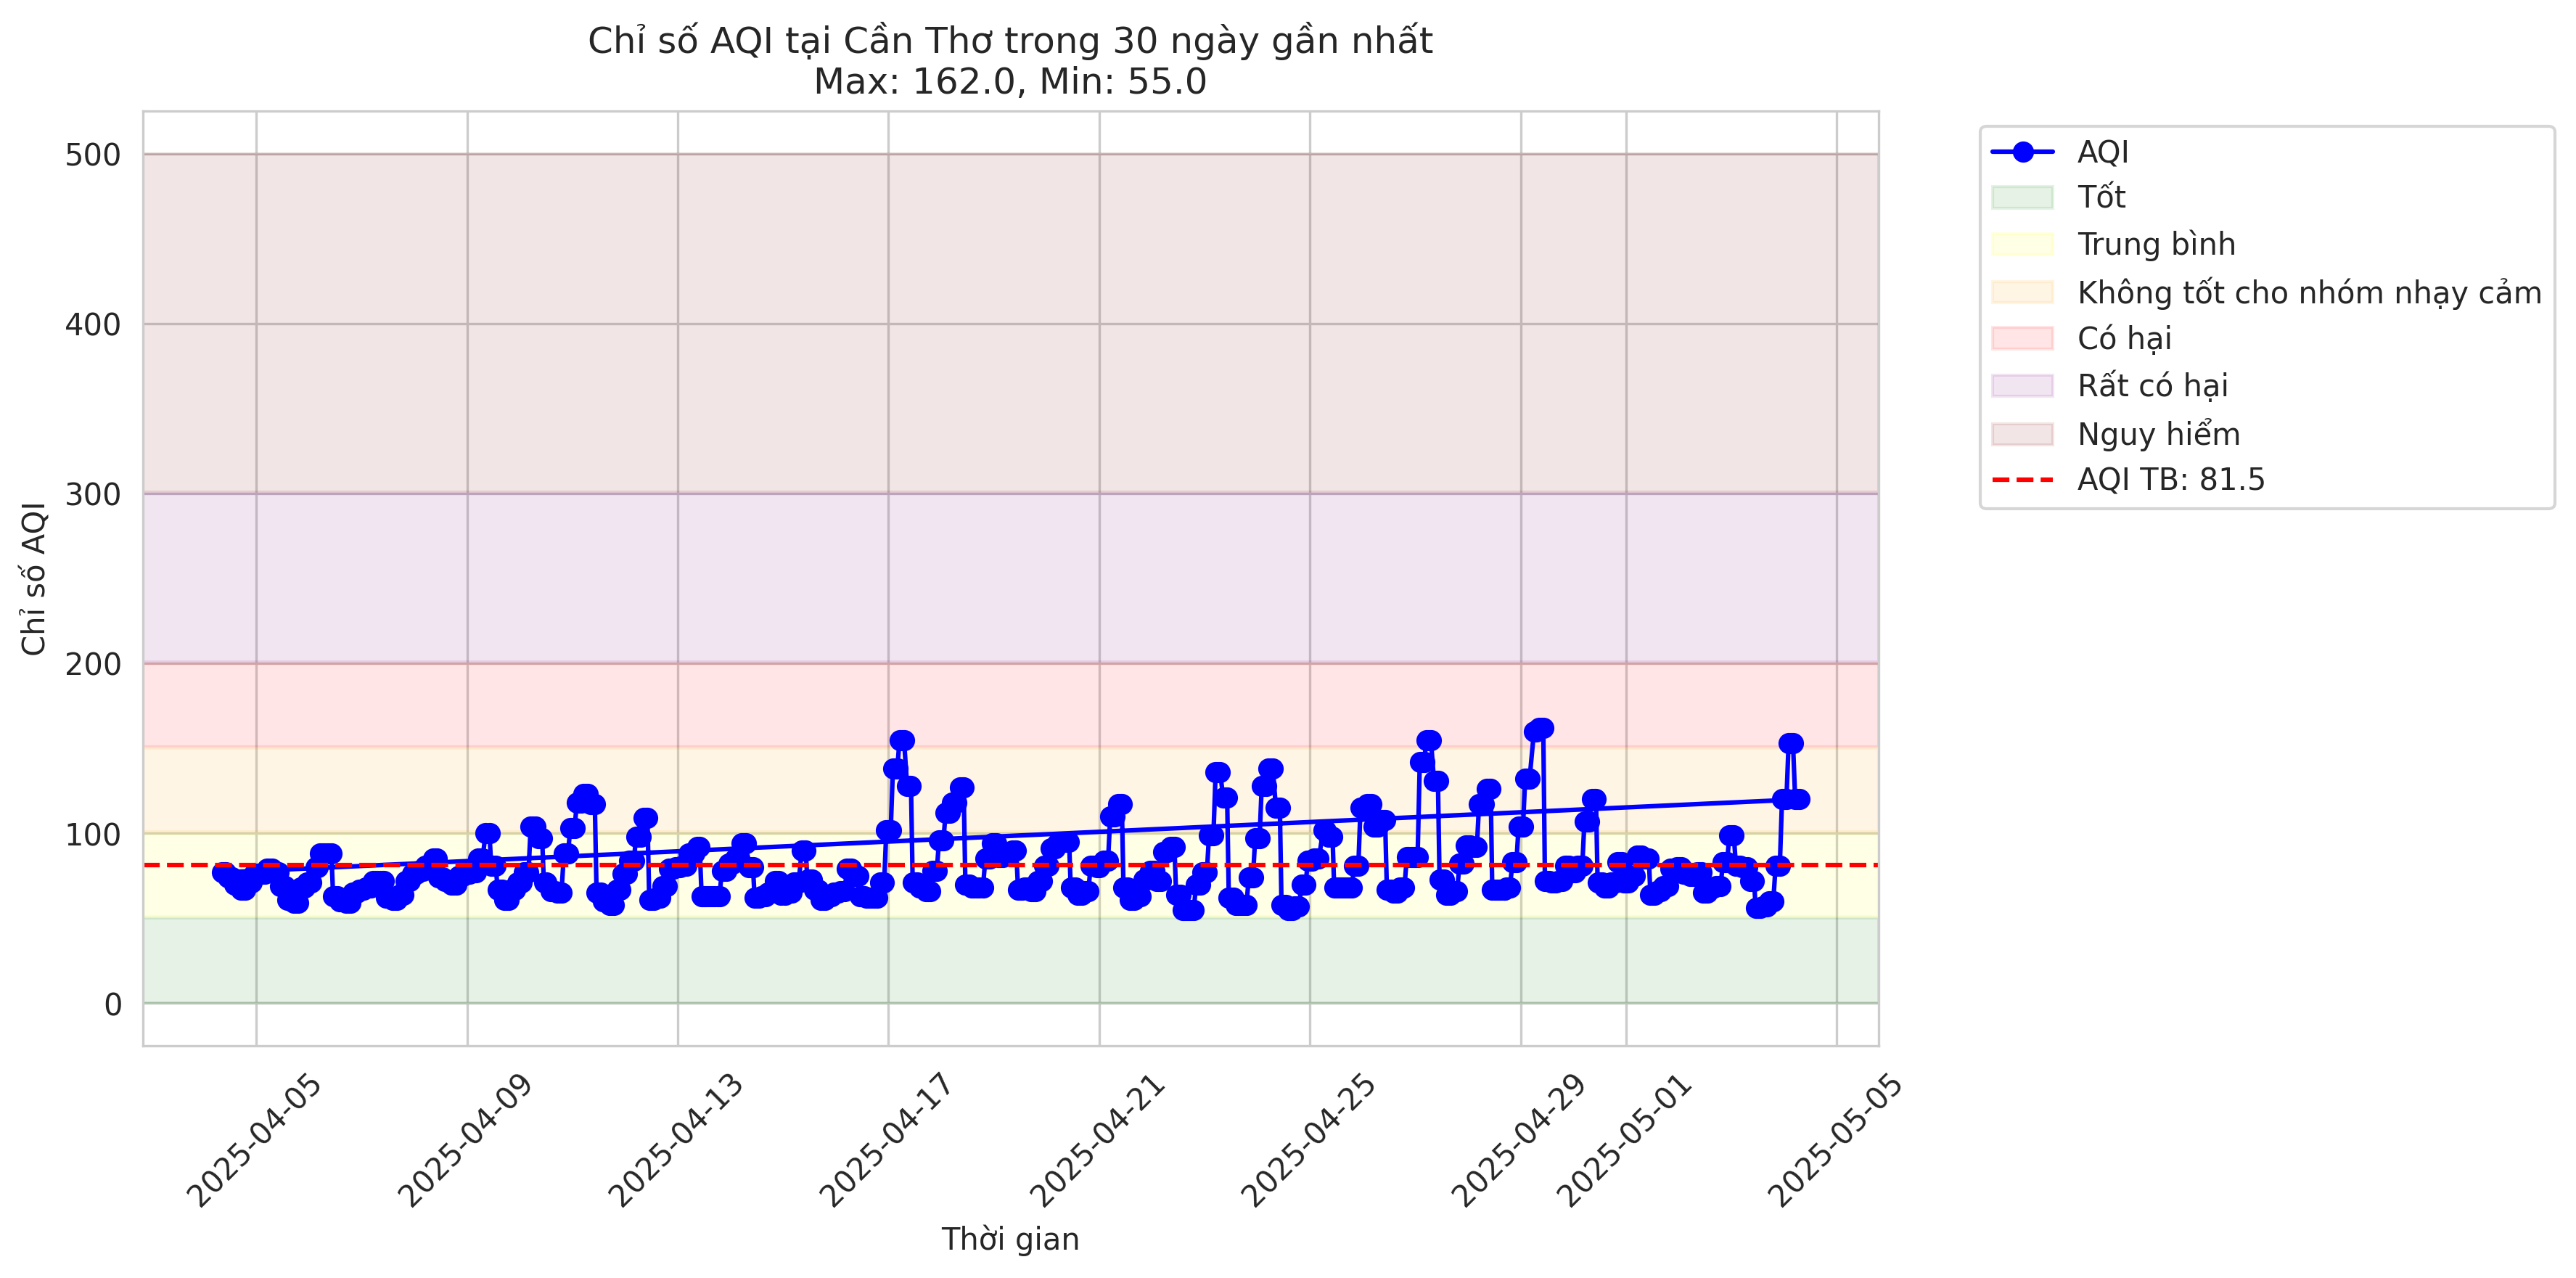 Chỉ số AQI tại Cần Thơ trong 30 ngày gần nhất
Max: 162.0, Min: 55.0
Chỉ số AQI
500
400
300
200
100
0
2025-04-05
2025-04-09
2025-04-13
2025-04-17
2025-04-21
2025-04-25
2025-04-29
2025-05-01
2025-05-05
Thời gian
AQI
Tốt
Trung bình
Không tốt cho nhóm nhạy cảm
Có hại
Rất có hại
Nguy hiểm
AQI TB: 81.5